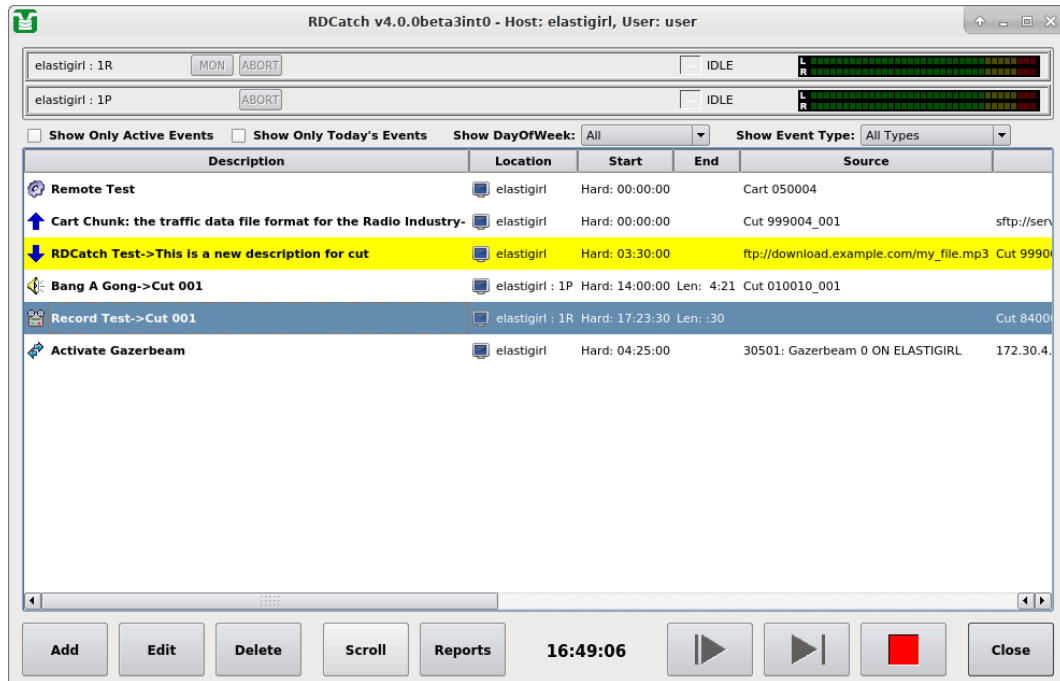 RDCatch v4.0.0beta3int0 - Host: elastigirl, User: user
elastigirl : 1R MON ABORT -- IDLE L R
elastigirl : 1P ABORT -- IDLE L R
Show Only Active Events Show Only Today's Events Show DayOfWeek: All Show Event Type: All Types
Description Location Start End Source
Remote Test elastigirl Hard: 00:00:00 Cart 050004
Cart Chunk: the traffic data file format for the Radio Industry- elastigirl Hard: 00:00:00 Cut 999004_001 sftp://serv
RDCatch Test->This is a new description for cut elastigirl Hard: 03:30:00 ftp://download.example.com/my_file.mp3 Cut 9990
Bang A Gong->Cut 001 elastigirl : 1P Hard: 14:00:00 Len: 4:21 Cut 010010_001
Record Test->Cut 001 elastigirl : 1R Hard: 17:23:30 Len: :30 Cut 8400
Activate Gazerbeam elastigirl Hard: 04:25:00 30501: Gazerbeam 0 ON ELASTIGIRL 172.30.4.
Add Edit Delete Scroll Reports 16:49:06 Close